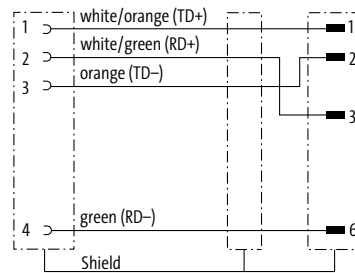 1 white/orange (TD+) 1
2 white/green (RD+) 2
3 orange (TD–)
3
4 green (RD–) 6
Shield